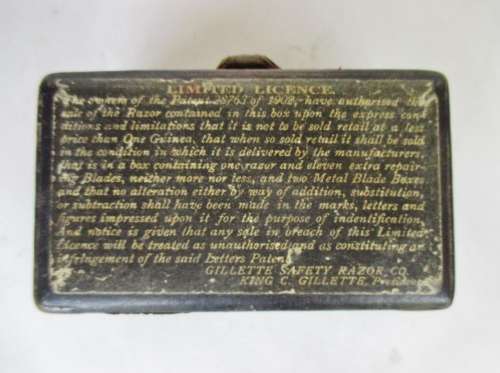 LIMITED LICENCE.
The owners of the Patent 28763 of 1902, have authorised the
sale of the Razor contained in this box upon the express con-
ditions and limitations that it is not to be sold retail at a less
price than One Guinea, that when so sold retail it shall be sold
in the condition in which it is delivered by the manufacturers,
that is in a box containing one razor and eleven extra repair-
ing Blades, neither more nor less, and two Metal Blade Boxes
and that no alteration either by way of addition, substitution,
or subtraction shall have been made in the marks, letters and
figures impressed upon it for the purpose of indentification,
And notice is given that any sale in breach of this Limited
Licence will be treated as unauthorised and as constituting an
infringement of the said Letters Patent
GILLETTE SAFETY RAZOR CO.
KING C. GILLETTE, President